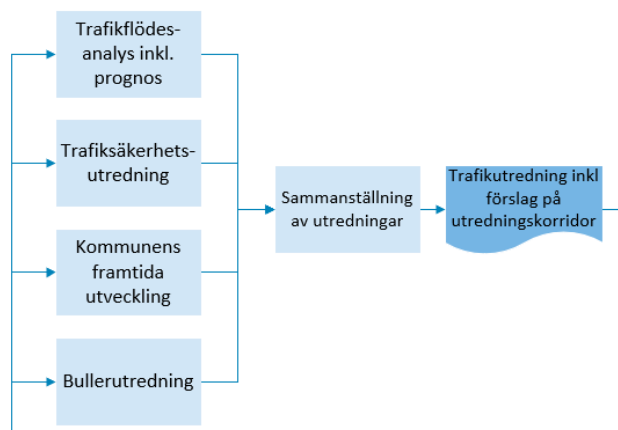 Trafikflödes-
analys inkl.
prognos
Trafiksäkerhets-
utredning
Kommunens
framtida
utveckling
Bullerutredning
Sammanställning
av utredningar
Trafikutredning inkl
förslag på
utredningskorridor